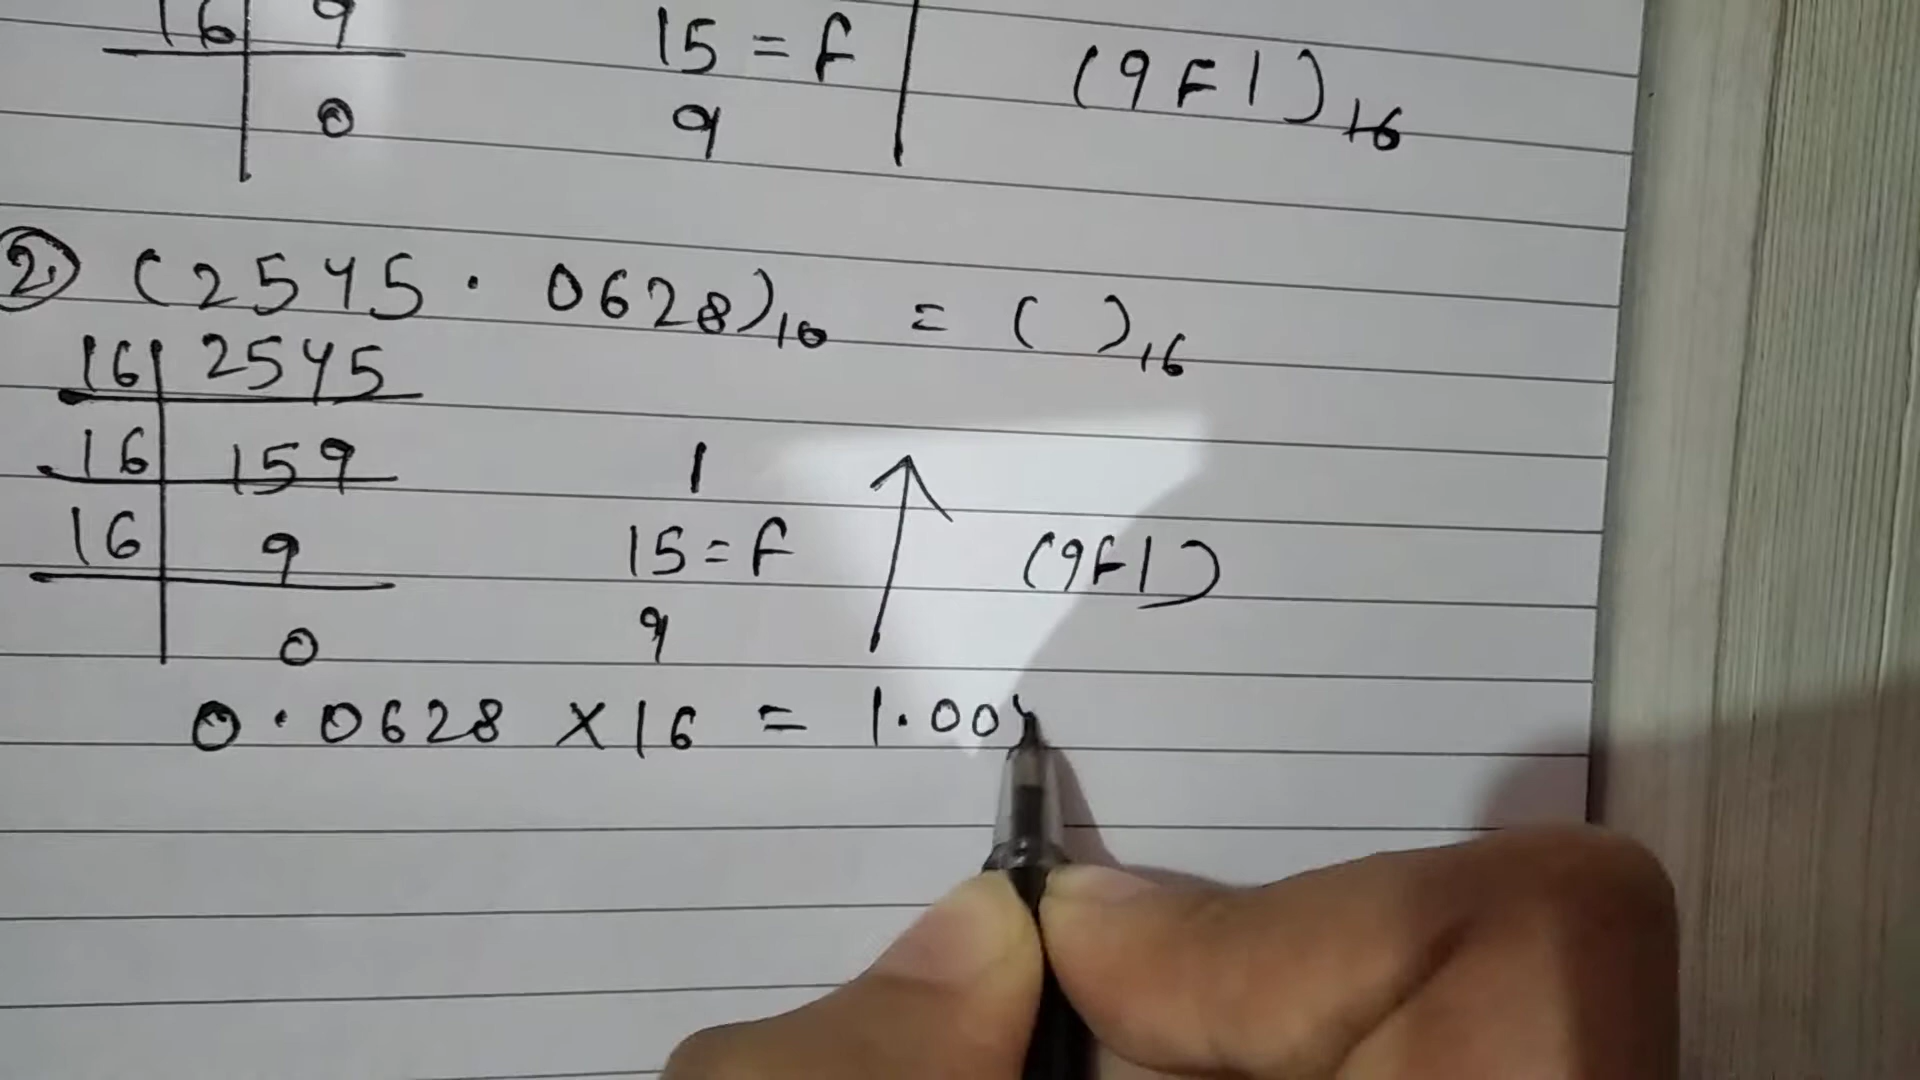 16 | 9 15 = F (9F1)16
0 9
2) (2545 . 0628)10 = ( )16
16 | 2545
16 | 159 1
16 | 9 15 = F (9F1)
0 9
0.0628 x 16 = 1.004